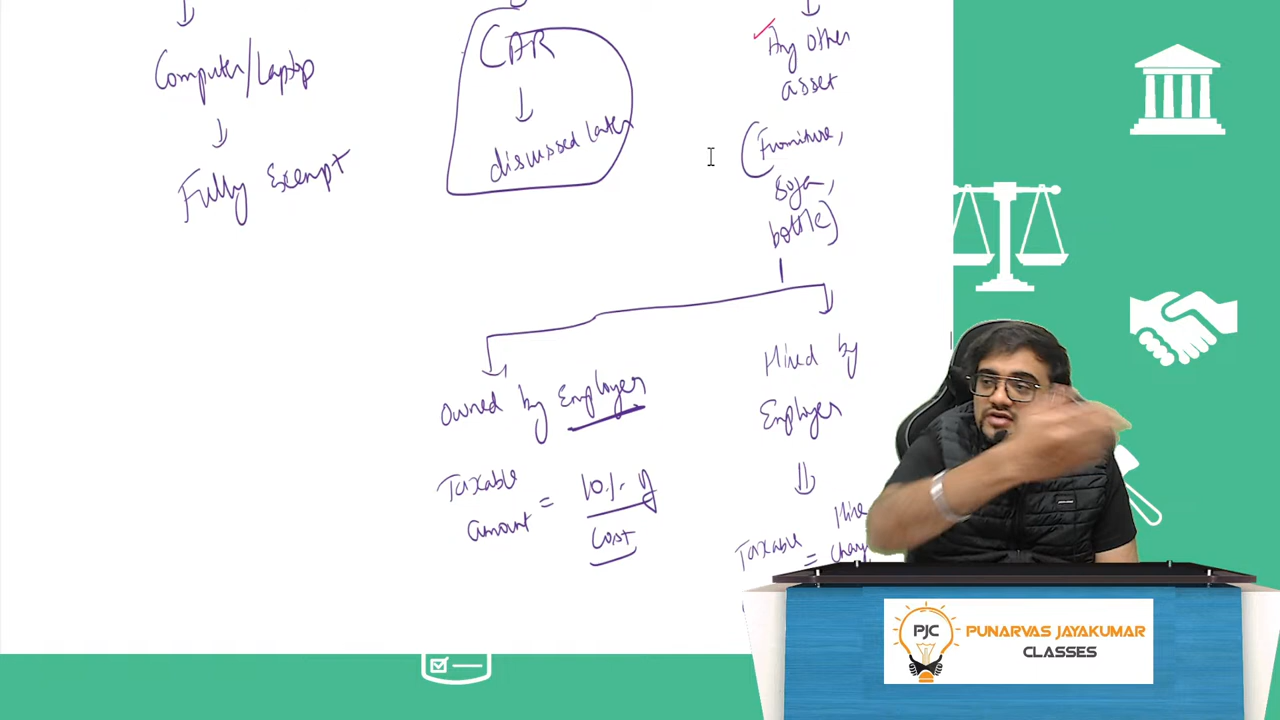 Computer/Laptop
Fully Exempt
CAR
discussed later
Any other
asset
(Furniture,
Sofa,
bottle)
Owned by Employer
Taxable
amount = 10% of
Cost
Hired by
Employer
Taxable =
Hire
PJC
PUNARVAS JAYAKUMAR
CLASSES